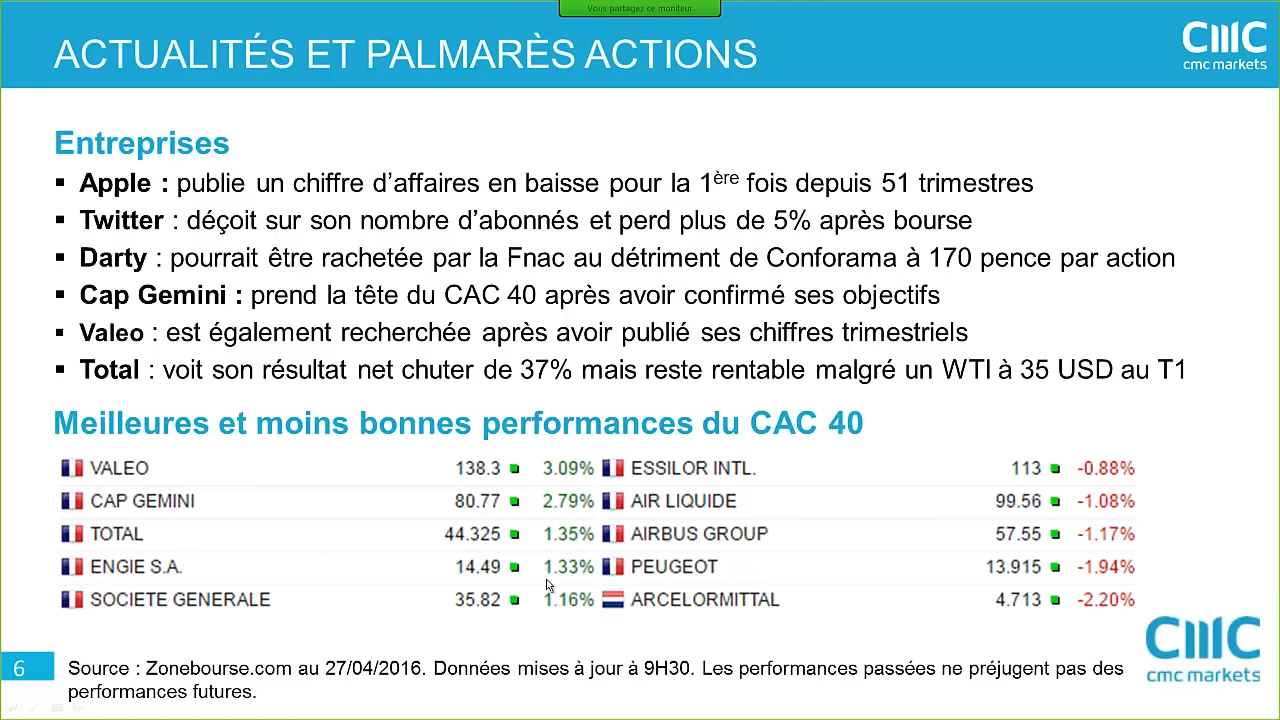 Vous partagez ce moniteur.
ACTUALITÉS ET PALMARÈS ACTIONS
CMC
cmc markets
Entreprises
▪ Apple : publie un chiffre d’affaires en baisse pour la 1ère fois depuis 51 trimestres
▪ Twitter : déçoit sur son nombre d’abonnés et perd plus de 5% après bourse
▪ Darty : pourrait être rachetée par la Fnac au détriment de Conforama à 170 pence par action
▪ Cap Gemini : prend la tête du CAC 40 après avoir confirmé ses objectifs
▪ Valeo : est également recherchée après avoir publié ses chiffres trimestriels
▪ Total : voit son résultat net chuter de 37% mais reste rentable malgré un WTI à 35 USD au T1
Meilleures et moins bonnes performances du CAC 40
VALEO 138.3 3.09% ESSILOR INTL. 113 -0.88%
CAP GEMINI 80.77 2.79% AIR LIQUIDE 99.56 -1.08%
TOTAL 44.325 1.35% AIRBUS GROUP 57.55 -1.17%
ENGIE S.A. 14.49 1.33% PEUGEOT 13.915 -1.94%
SOCIETE GENERALE 35.82 1.16% ARCELORMITTAL 4.713 -2.20%
CMC
cmc markets
6
Source : Zonebourse.com au 27/04/2016. Données mises à jour à 9H30. Les performances passées ne préjugent pas des
performances futures.